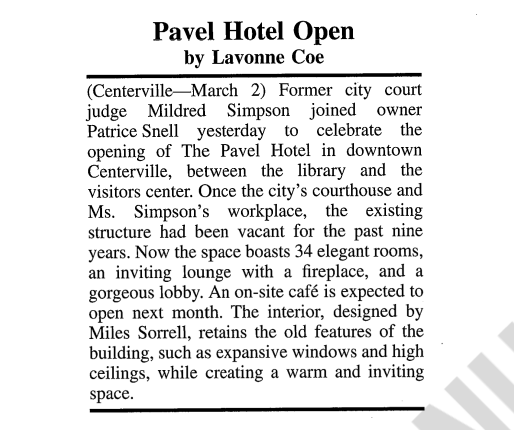 Pavel Hotel Open
by Lavonne Coe
(Centerville—March 2) Former city court
judge Mildred Simpson joined owner
Patrice Snell yesterday to celebrate the
opening of The Pavel Hotel in downtown
Centerville, between the library and the
visitors center. Once the city's courthouse and
Ms. Simpson's workplace, the existing
structure had been vacant for the past nine
years. Now the space boasts 34 elegant rooms,
an inviting lounge with a fireplace, and a
gorgeous lobby. An on-site café is expected to
open next month. The interior, designed by
Miles Sorrell, retains the old features of the
building, such as expansive windows and high
ceilings, while creating a warm and inviting
space.